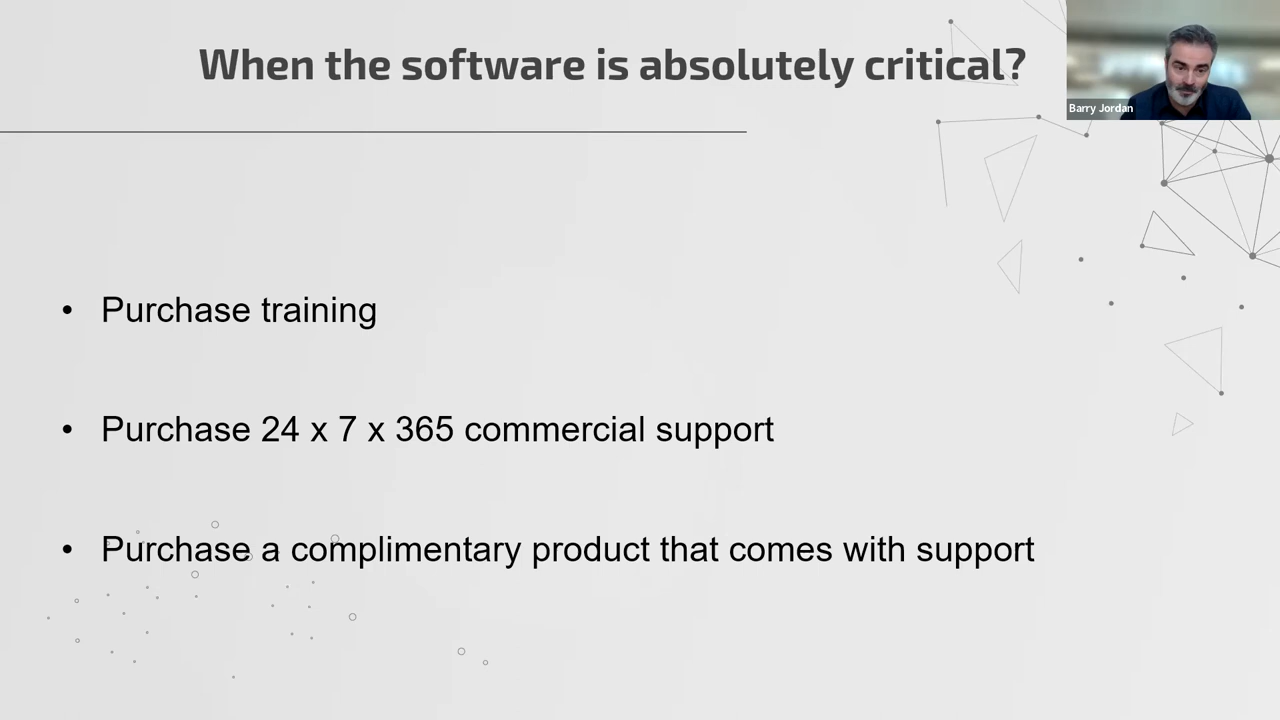 When the software is absolutely critical?
Barry Jordan
• Purchase training
• Purchase 24 x 7 x 365 commercial support
• Purchase a complimentary product that comes with support